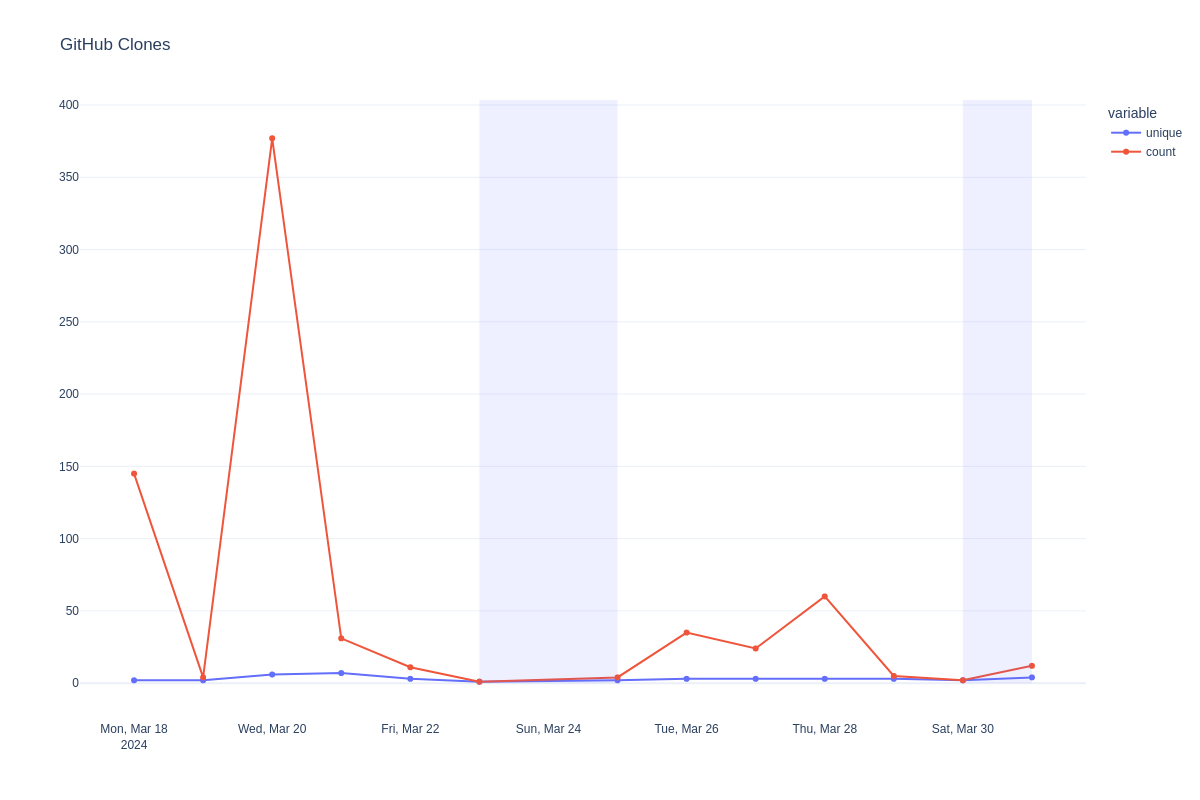 GitHub Clones
400
350
300
250
200
150
100
50
0
Mon, Mar 18
2024
Wed, Mar 20
Fri, Mar 22
Sun, Mar 24
Tue, Mar 26
Thu, Mar 28
Sat, Mar 30
variable
unique
count